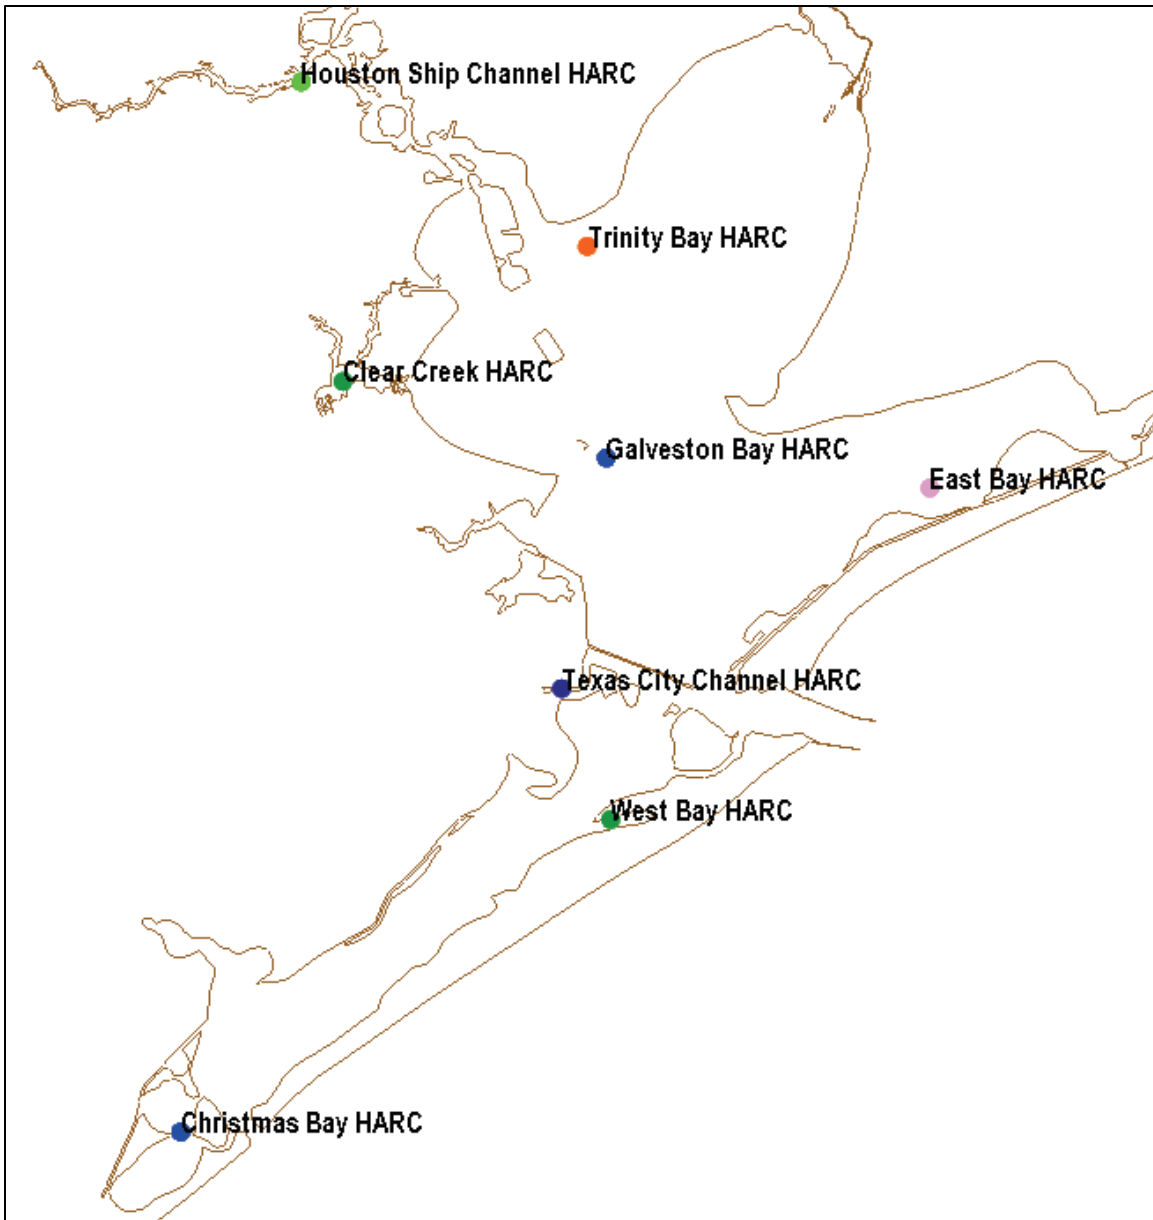 Houston Ship Channel HARC
Trinity Bay HARC
Clear Creek HARC
Galveston Bay HARC
East Bay HARC
Texas City Channel HARC
West Bay HARC
Christmas Bay HARC